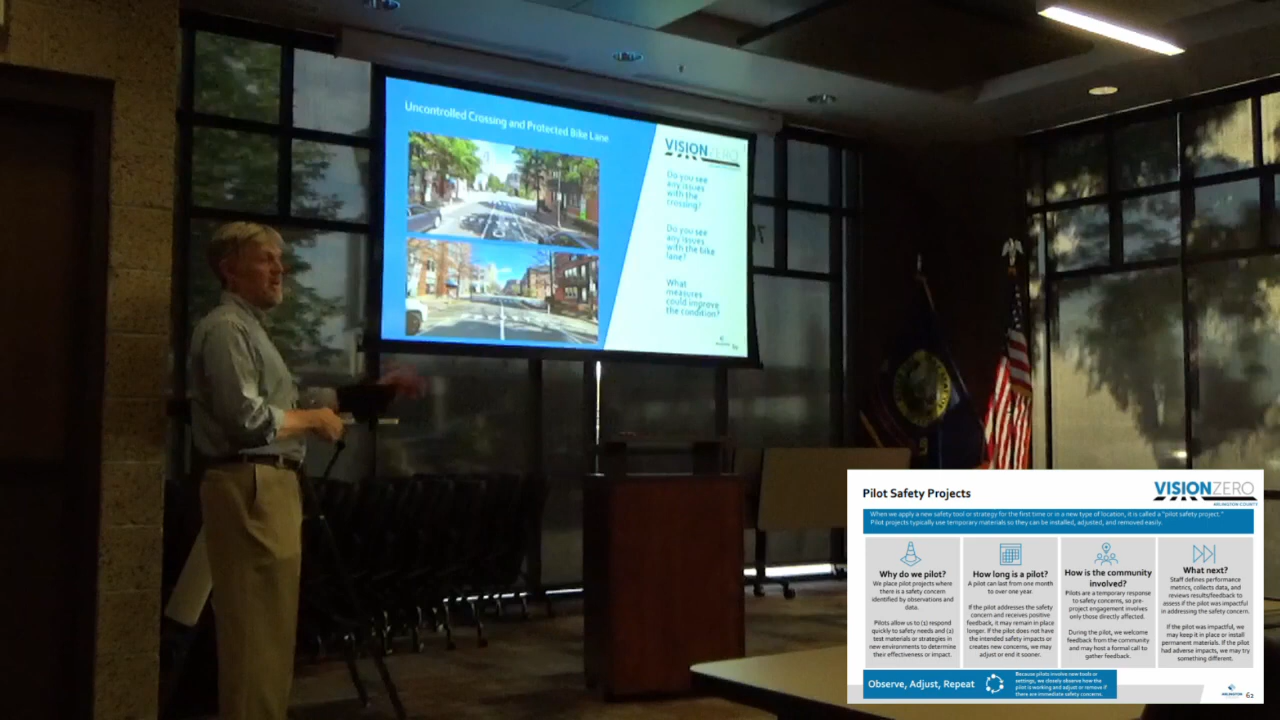 Uncontrolled Crossing and Protected Bike Lane
VISION ZERO
Do you see
any issues
with the
crossing?
Do you see
any issues
with the bike
lane?
What
measures
could improve
the condition?
Pilot Safety Projects
VISION ZERO
ARLINGTON COUNTY
When we apply a new safety tool or strategy for the first time or in a new type of location, it is called a "pilot safety project."
Pilot projects typically use temporary materials so they can be installed, adjusted, and removed easily.
Why do we pilot?
We place pilot projects where
there is a safety concern
identified by observations and
data.
Pilots allow us to (1) respond
quickly to safety needs and (2)
test materials or strategies in
new environments to determine
their effectiveness or impact.
How long is a pilot?
A pilot can last from one month
to over one year.
If the pilot addresses the safety
concern and receives positive
feedback, it may remain in place
longer. If the pilot does not have
the intended safety impacts or
creates new concerns, we may
adjust or end it sooner.
How is the community
involved?
Pilots are a temporary response
to safety concerns, so pre-
project engagement involves
only those directly affected.
During the pilot, we welcome
feedback from the community
and may host a formal call to
gather feedback.
What next?
Staff defines performance
metrics, collects data, and
reviews results/feedback to
assess if the pilot was impactful
in addressing the safety concern.
If the pilot was impactful, we
may keep it in place or install
permanent materials. If the pilot
had adverse impacts, we may try
something different.
Observe, Adjust, Repeat
Because pilots involve new tools or
settings, we closely observe how the
pilot is working and adjust or remove if
there are immediate safety concerns.
ARLINGTON
62